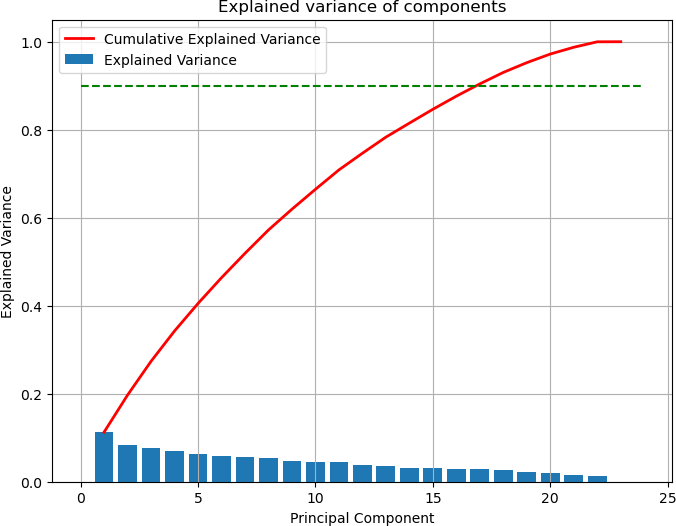 Explained variance of components
Cumulative Explained Variance
Explained Variance
1.0
0.8
0.6
0.4
0.2
0.0
Explained Variance
0 5 10 15 20 25
Principal Component